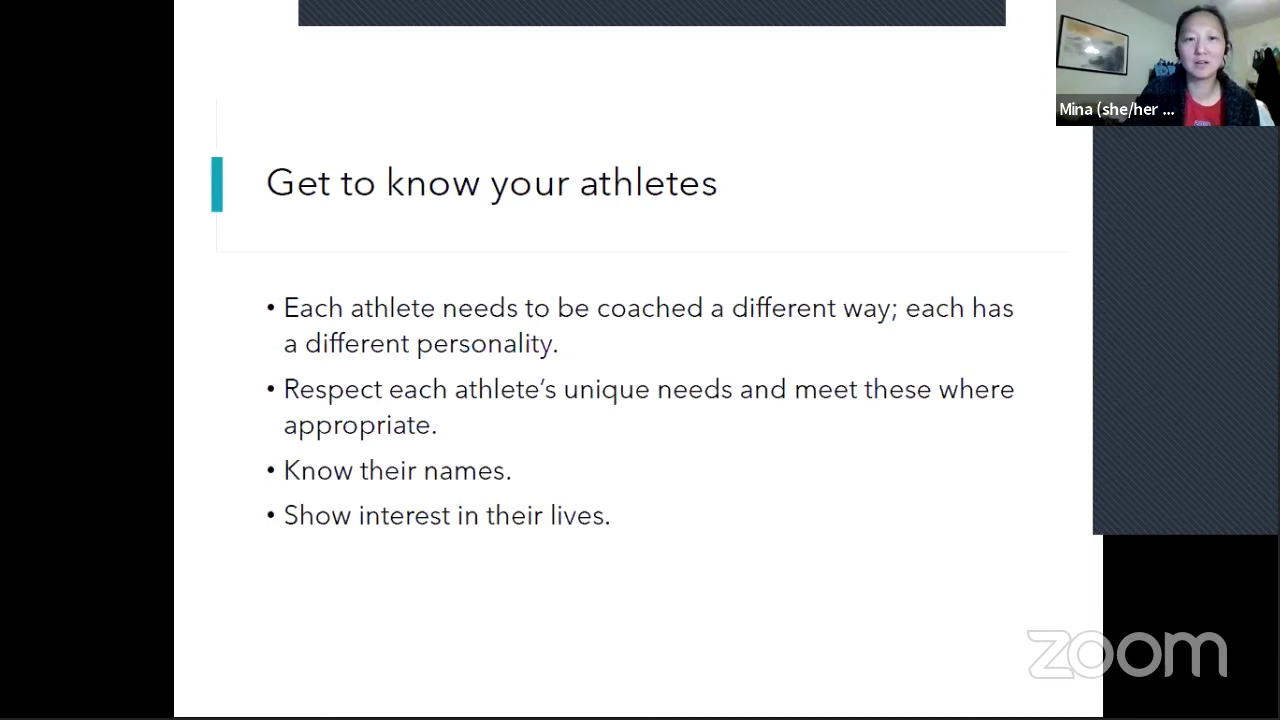 Mina (she/her ...
Get to know your athletes
• Each athlete needs to be coached a different way; each has
a different personality.
• Respect each athlete’s unique needs and meet these where
appropriate.
• Know their names.
• Show interest in their lives.
zoom